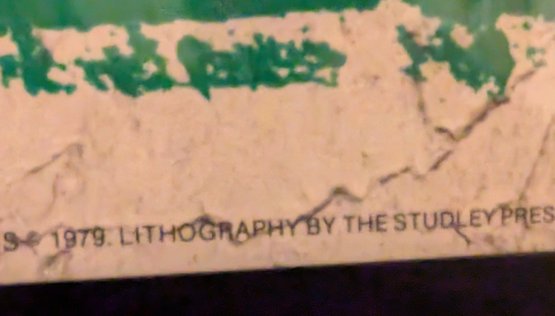 S © 1979. LITHOGRAPHY BY THE STUDLEY PRES